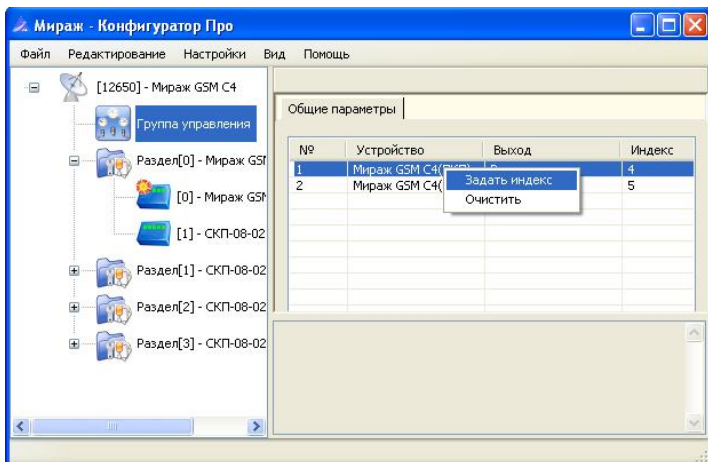 Мираж - Конфигуратор Про
Файл Редактирование Настройки Вид Помощь
[12650] - Мираж GSM C4
Группа управления
Раздел[0] - Мираж GSM
[0] - Мираж GSM
[1] - СКП-08-02
Раздел[1] - СКП-08-02
Раздел[2] - СКП-08-02
Раздел[3] - СКП-08-02
Общие параметры
№ Устройство Выход Индекс
1 Мираж GSM C4(ПКП) 4
2 Мираж GSM C4( 5
Задать индекс
Очистить